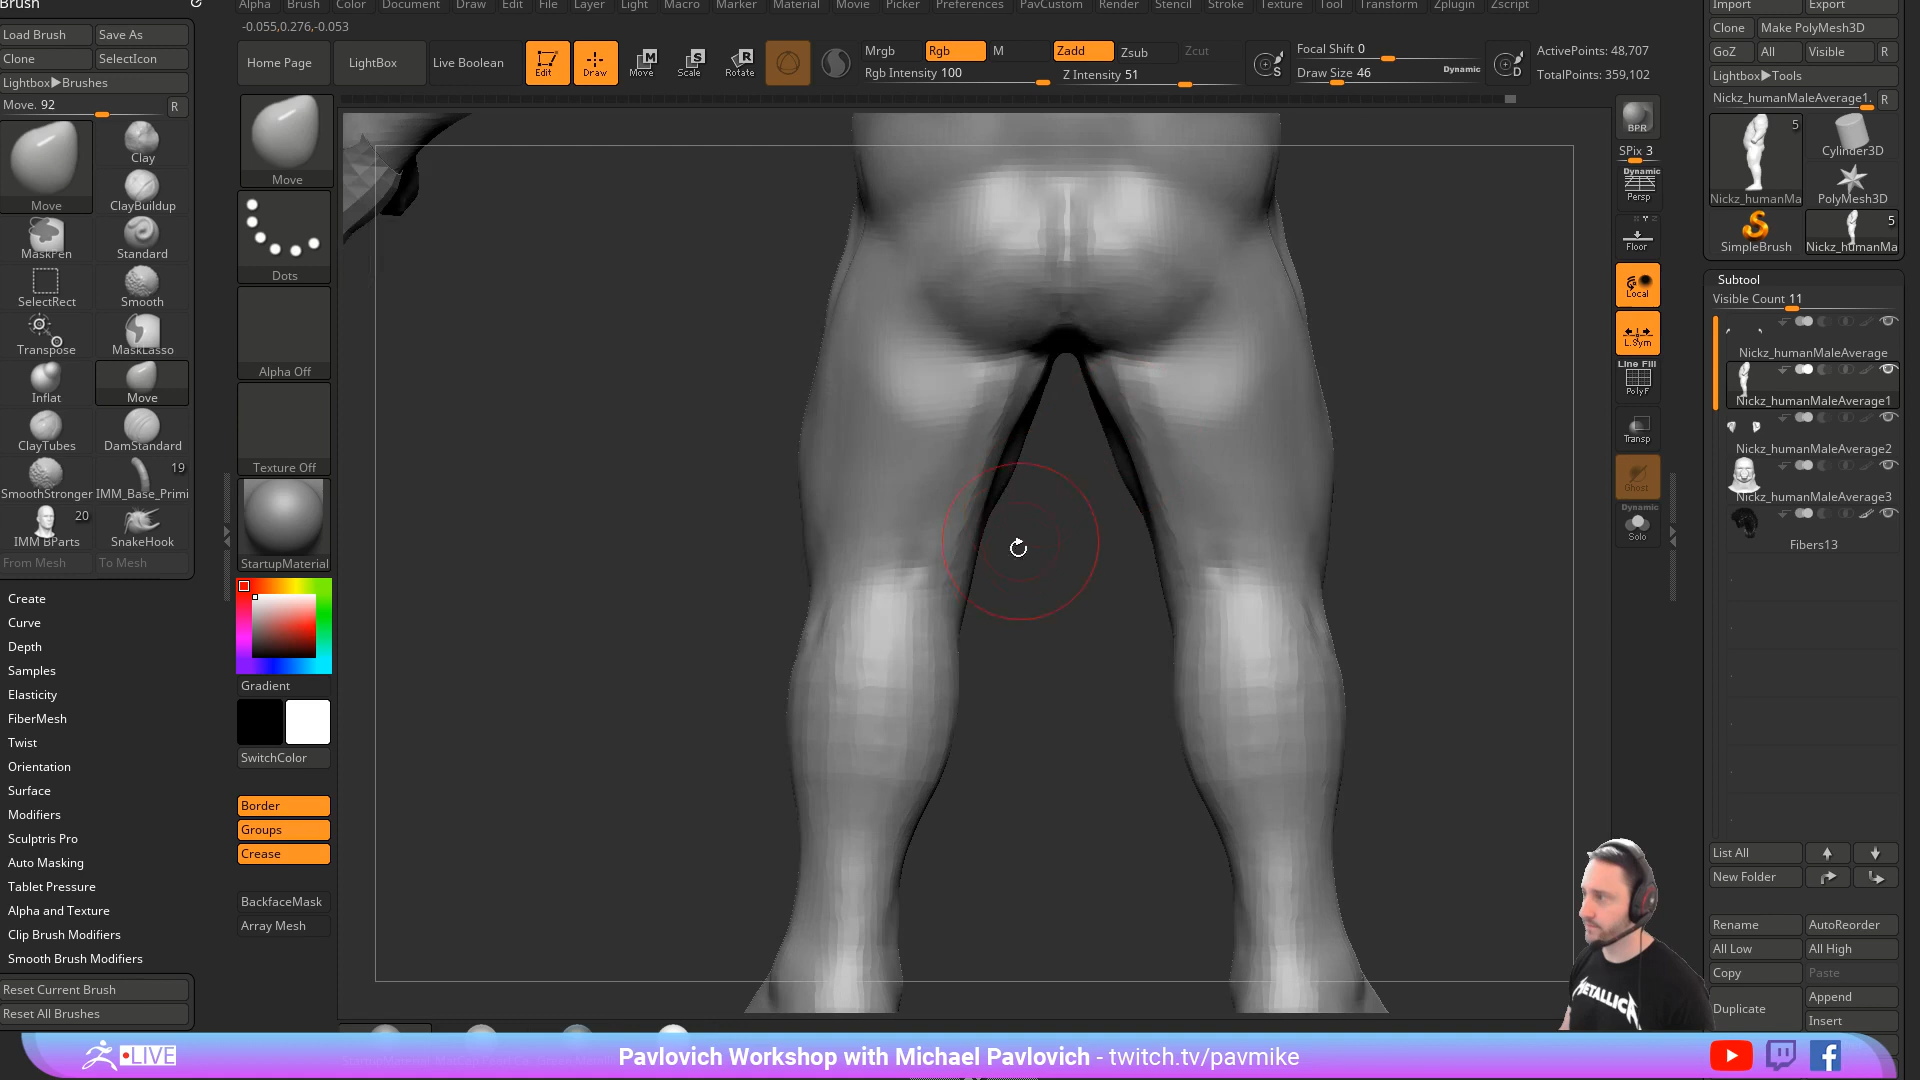 Brush
Load Brush
Save As
Clone
SelectIcon
Lightbox▶Brushes
Move. 92
R
Move
Clay
ClayBuildup
MaskPen
Standard
SelectRect
Smooth
Transpose
MaskLasso
Inflat
Move
ClayTubes
DamStandard
SmoothStronger
19
IMM_Base_Primi
20
IMM BParts
SnakeHook
From Mesh
To Mesh
Create
Curve
Depth
Samples
Elasticity
FiberMesh
Twist
Orientation
Surface
Modifiers
Sculptris Pro
Auto Masking
Tablet Pressure
Alpha and Texture
Clip Brush Modifiers
Smooth Brush Modifiers
Reset Current Brush
Reset All Brushes
Alpha Brush Color Document Draw Edit File Layer Light Macro Marker Material Movie Picker Preferences PavCustom Render Stencil Stroke Texture Tool Transform Zplugin Zscript
-0.055,0.276,-0.053
Home Page
LightBox
Live Boolean
Edit
Draw
Move
Scale
Rotate
Mrgb
Rgb
M
Rgb Intensity 100
Zadd
Zsub
Zcut
Z Intensity 51
S
Focal Shift 0
Draw Size 46
Dynamic
D
ActivePoints: 48,707
TotalPoints: 359,102
Move
Dots
Alpha Off
Texture Off
StartupMaterial
Gradient
SwitchColor
Border
Groups
Crease
BackfaceMask
Array Mesh
BPR
SPix 3
Dynamic
Persp
Floor
Local
L.Sym
Line Fill
PolyF
Transp
Ghost
Dynamic
Solo
Import
Export
Clone
Make PolyMesh3D
GoZ
All
Visible
R
Lightbox▶Tools
Nickz_humanMaleAverage1.
R
5
Nickz_humanMa
Cylinder3D
PolyMesh3D
SimpleBrush
5
Nickz_humanMa
Subtool
Visible Count 11
Nickz_humanMaleAverage
Nickz_humanMaleAverage1
Nickz_humanMaleAverage2
Nickz_humanMaleAverage3
Fibers13
List All
New Folder
Rename
AutoReorder
All Low
All High
Copy
Paste
Duplicate
Append
Insert
METALLICA
LIVE
Pavlovich Workshop with Michael Pavlovich - twitch.tv/pavmike